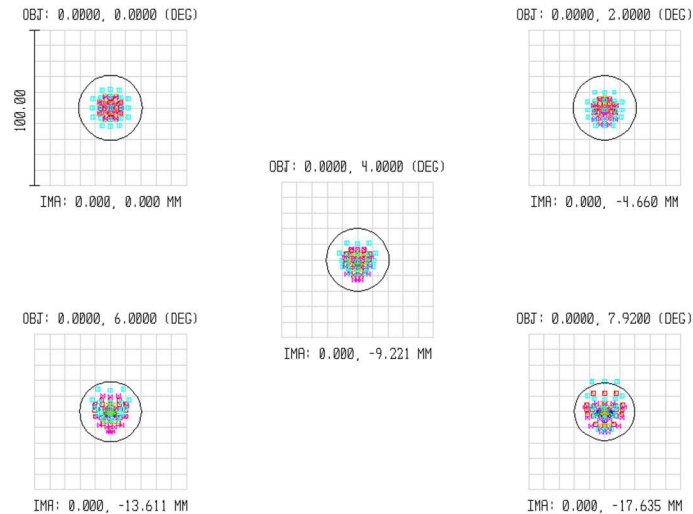 OBJ: 0.0000, 0.0000 (DEG)
OBJ: 0.0000, 2.0000 (DEG)
100.00
IMA: 0.000, 0.000 MM
IMA: 0.000, -4.660 MM
OBJ: 0.0000, 4.0000 (DEG)
IMA: 0.000, -9.221 MM
OBJ: 0.0000, 6.0000 (DEG)
OBJ: 0.0000, 7.9200 (DEG)
IMA: 0.000, -13.611 MM
IMA: 0.000, -17.635 MM